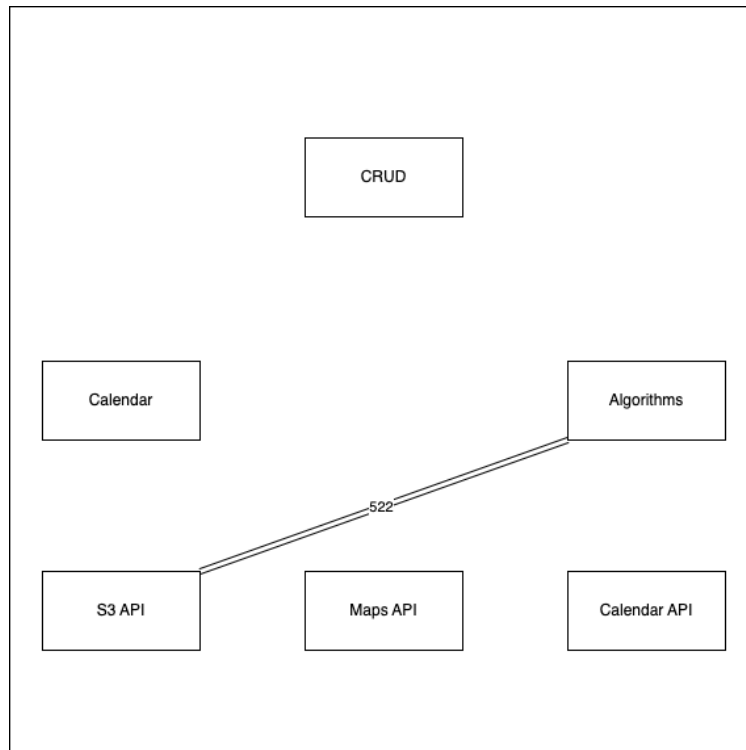 CRUD
Calendar
Algorithms
522
S3 API
Maps API
Calendar API